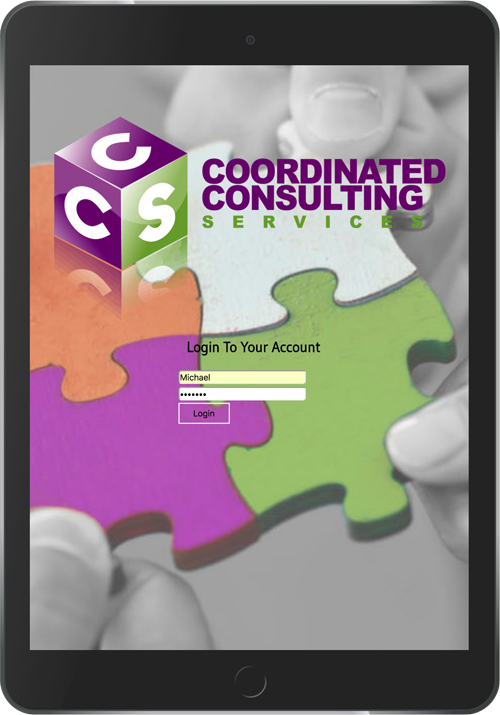 C
C S
COORDINATED
CONSULTING
SERVICES
Login To Your Account
Michael
•••••••
Login